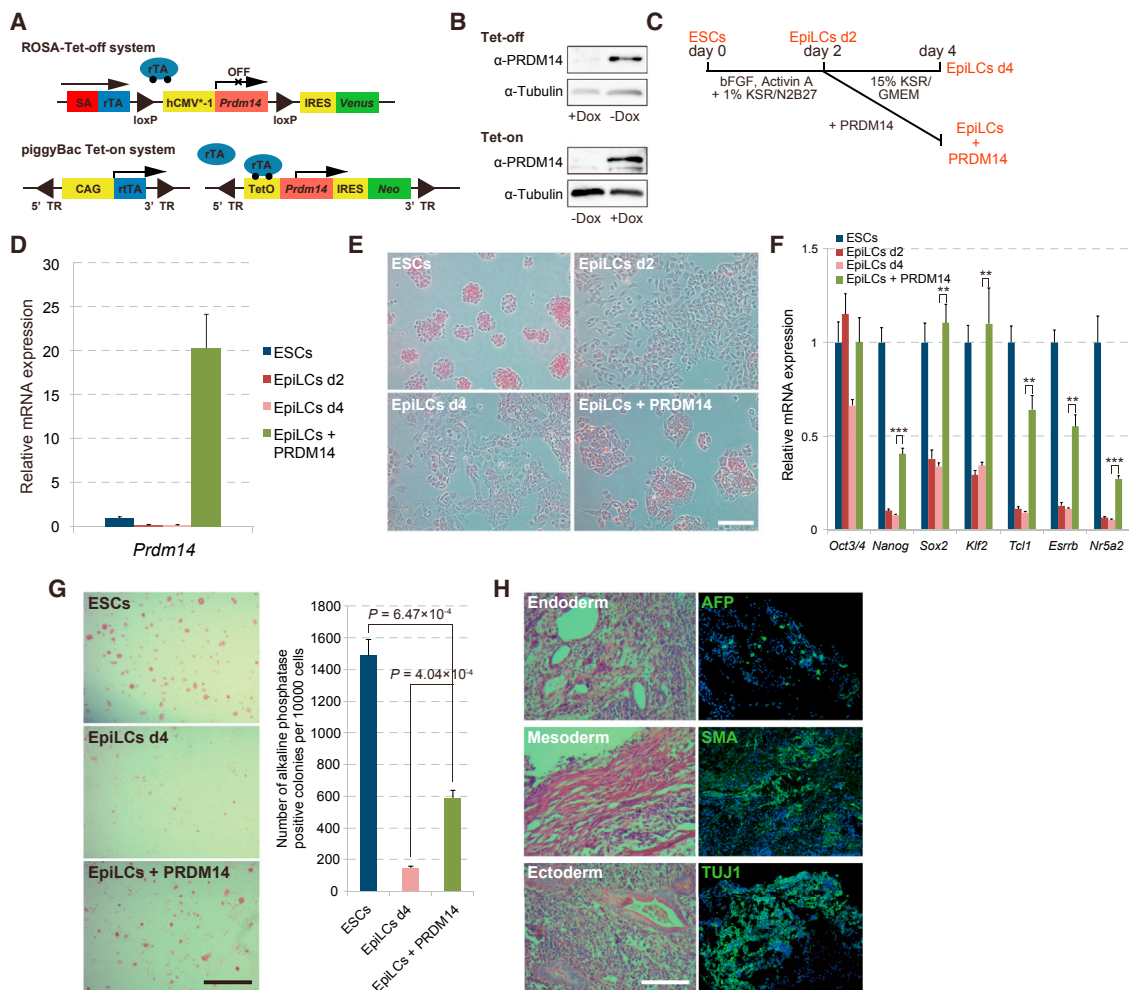 A
ROSA-Tet-off system
rTA
OFF
SA rTA hCMV*-1 Prdm14 IRES Venus
loxP loxP
piggyBac Tet-on system
rTA
rTA
CAG rtTA TetO Prdm14 IRES Neo
5' TR 3' TR 5' TR 3' TR
B
Tet-off
α-PRDM14
α-Tubulin
+Dox -Dox
Tet-on
α-PRDM14
α-Tubulin
-Dox +Dox
C
ESCs EpiLCs d2
day 0 day 2 day 4
EpiLCs d4
bFGF, Activin A
+ 1% KSR/N2B27
15% KSR/
GMEM
+ PRDM14
EpiLCs
+
PRDM14
D
Relative mRNA expression
30
25
20
15
10
5
0
Prdm14
ESCs
EpiLCs d2
EpiLCs d4
EpiLCs +
PRDM14
E
ESCs
EpiLCs d2
EpiLCs d4
EpiLCs + PRDM14
F
ESCs
EpiLCs d2
EpiLCs d4
EpiLCs + PRDM14
Relative mRNA expression
1.5
1
0.5
0
***
**
**
**
**
***
Oct3/4 Nanog Sox2 Klf2 Tcl1 Esrrb Nr5a2
G
ESCs
EpiLCs d4
EpiLCs + PRDM14
Number of alkaline phosphatase
positive colonies per 10000 cells
1800
1600
1400
1200
1000
800
600
400
200
0
P = 6.47×10-4
P = 4.04×10-4
ESCs
EpiLCs d4
EpiLCs + PRDM14
H
Endoderm
AFP
Mesoderm
SMA
Ectoderm
TUJ1